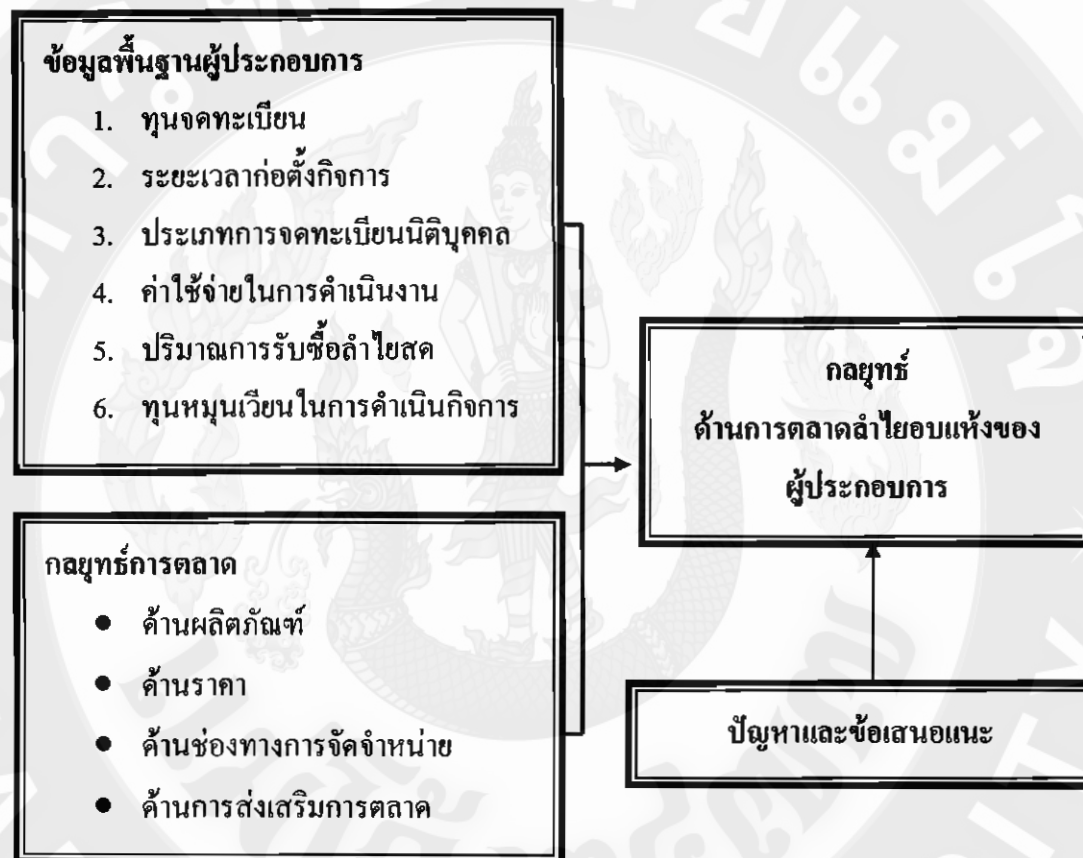 ข้อมูลพื้นฐานผู้ประกอบการ
1. ทุนจดทะเบียน
2. ระยะเวลาก่อตั้งกิจการ
3. ประเภทการจดทะเบียนนิติบุคคล
4. ค่าใช้จ่ายในการดำเนินงาน
5. ปริมาณการรับซื้อลำไยสด
6. ทุนหมุนเวียนในการดำเนินกิจการ
กลยุทธ์การตลาด
● ด้านผลิตภัณฑ์
● ด้านราคา
● ด้านช่องทางการจัดจำหน่าย
● ด้านการส่งเสริมการตลาด
กลยุทธ์
ด้านการตลาดลำไยอบแห้งของ
ผู้ประกอบการ
ปัญหาและข้อเสนอแนะ